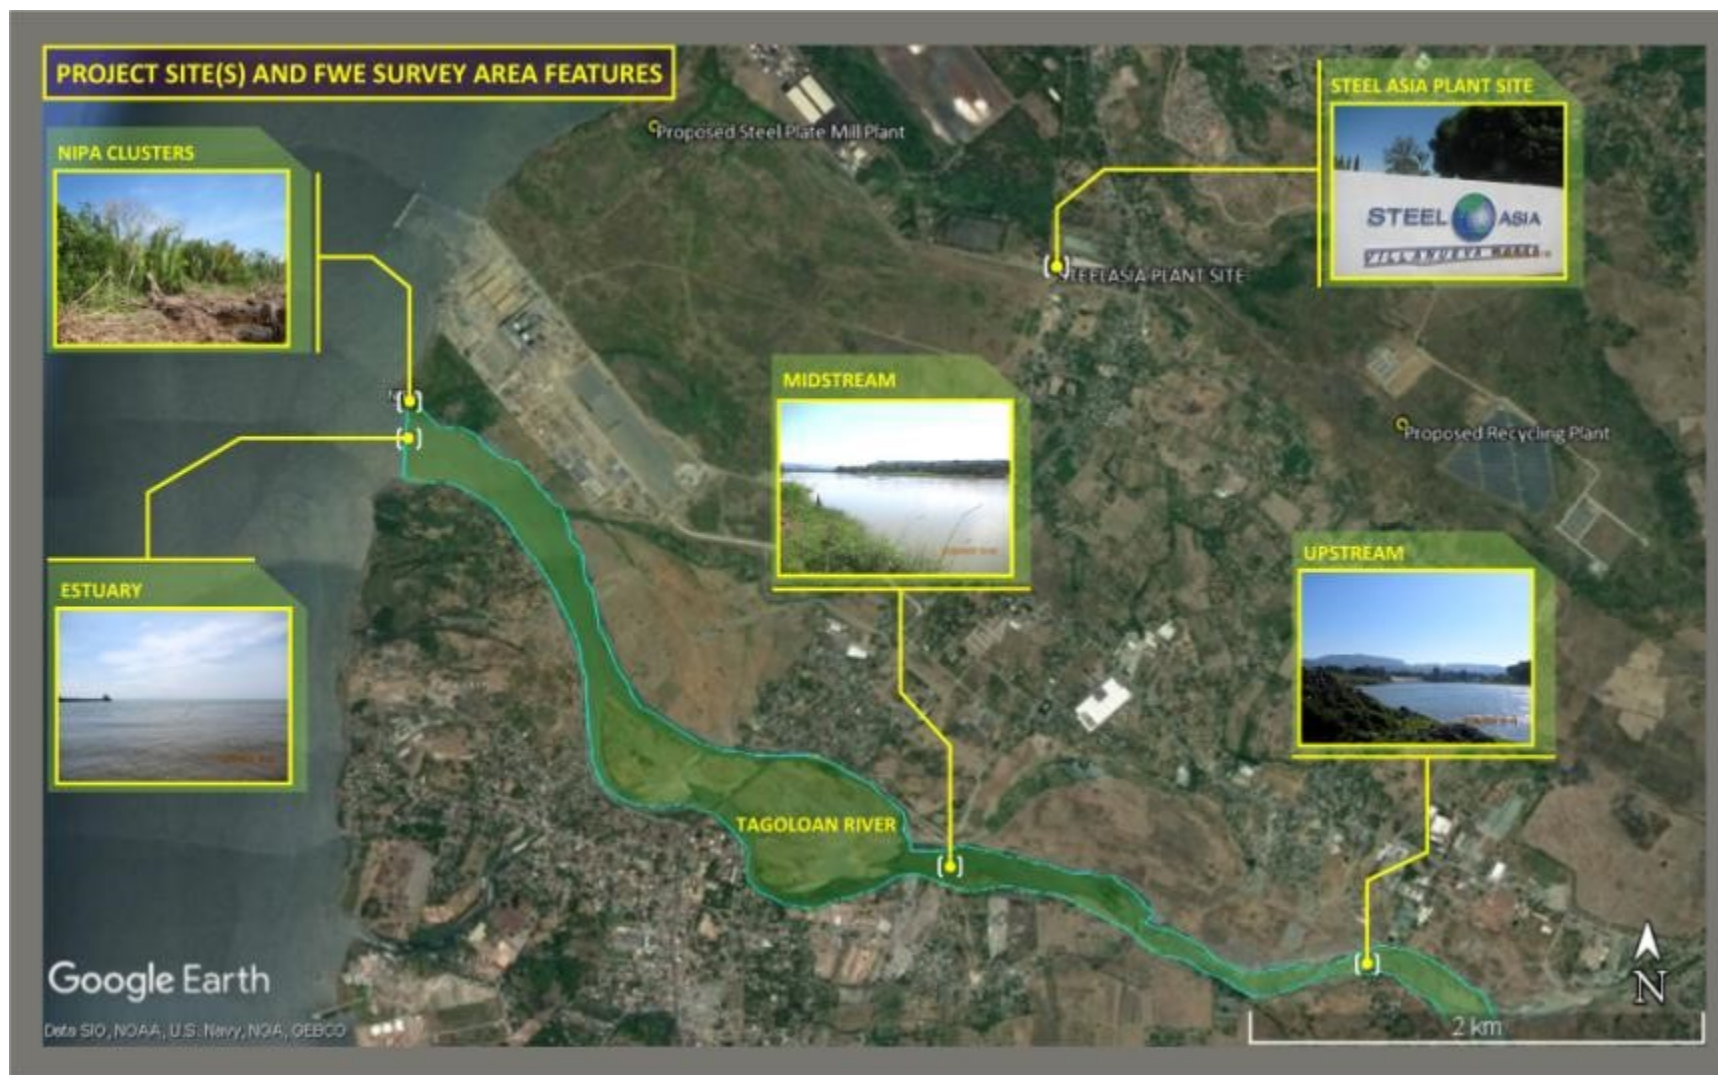 PROJECT SITE(S) AND FWE SURVEY AREA FEATURES
STEEL ASIA PLANT SITE
Proposed Steel Plate Mill Plant
NIPA CLUSTERS
STEEL ASIA
VILLANUEVA
STEELASIA PLANT SITE
MIDSTREAM
Proposed Recycling Plant
UPSTREAM
ESTUARY
TAGOLOAN RIVER
Google Earth
N
Data SIO, NOAA, U.S. Navy, NGA, GEBCO
2 km